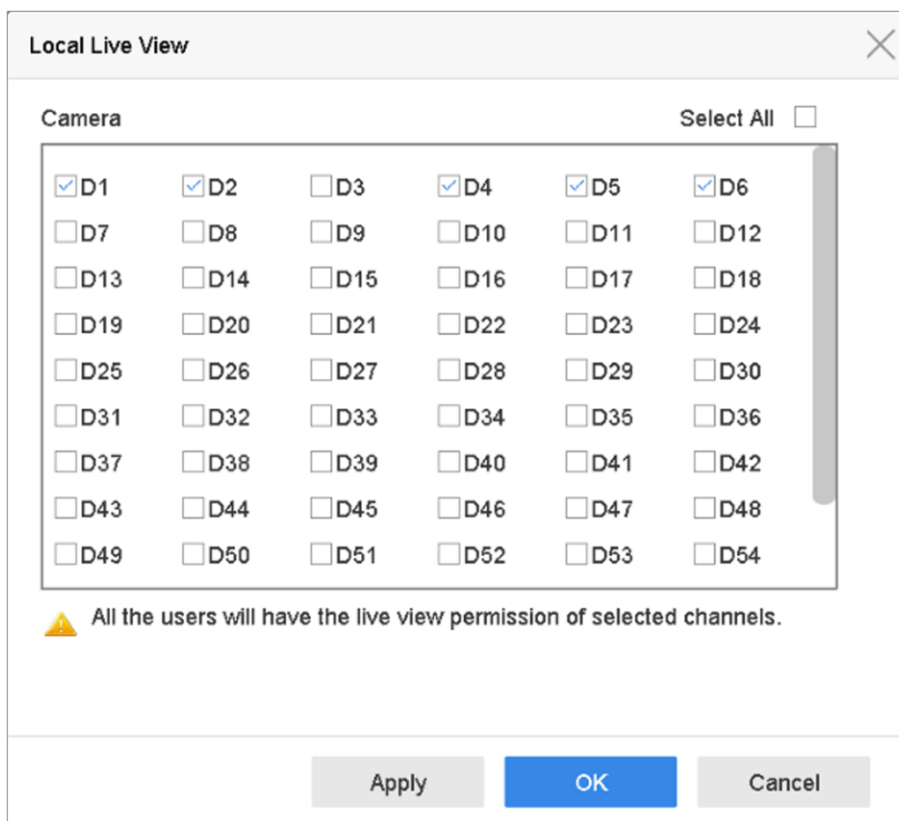 Local Live View
Camera Select All
D1 D2 D3 D4 D5 D6
D7 D8 D9 D10 D11 D12
D13 D14 D15 D16 D17 D18
D19 D20 D21 D22 D23 D24
D25 D26 D27 D28 D29 D30
D31 D32 D33 D34 D35 D36
D37 D38 D39 D40 D41 D42
D43 D44 D45 D46 D47 D48
D49 D50 D51 D52 D53 D54
All the users will have the live view permission of selected channels.
Apply OK Cancel